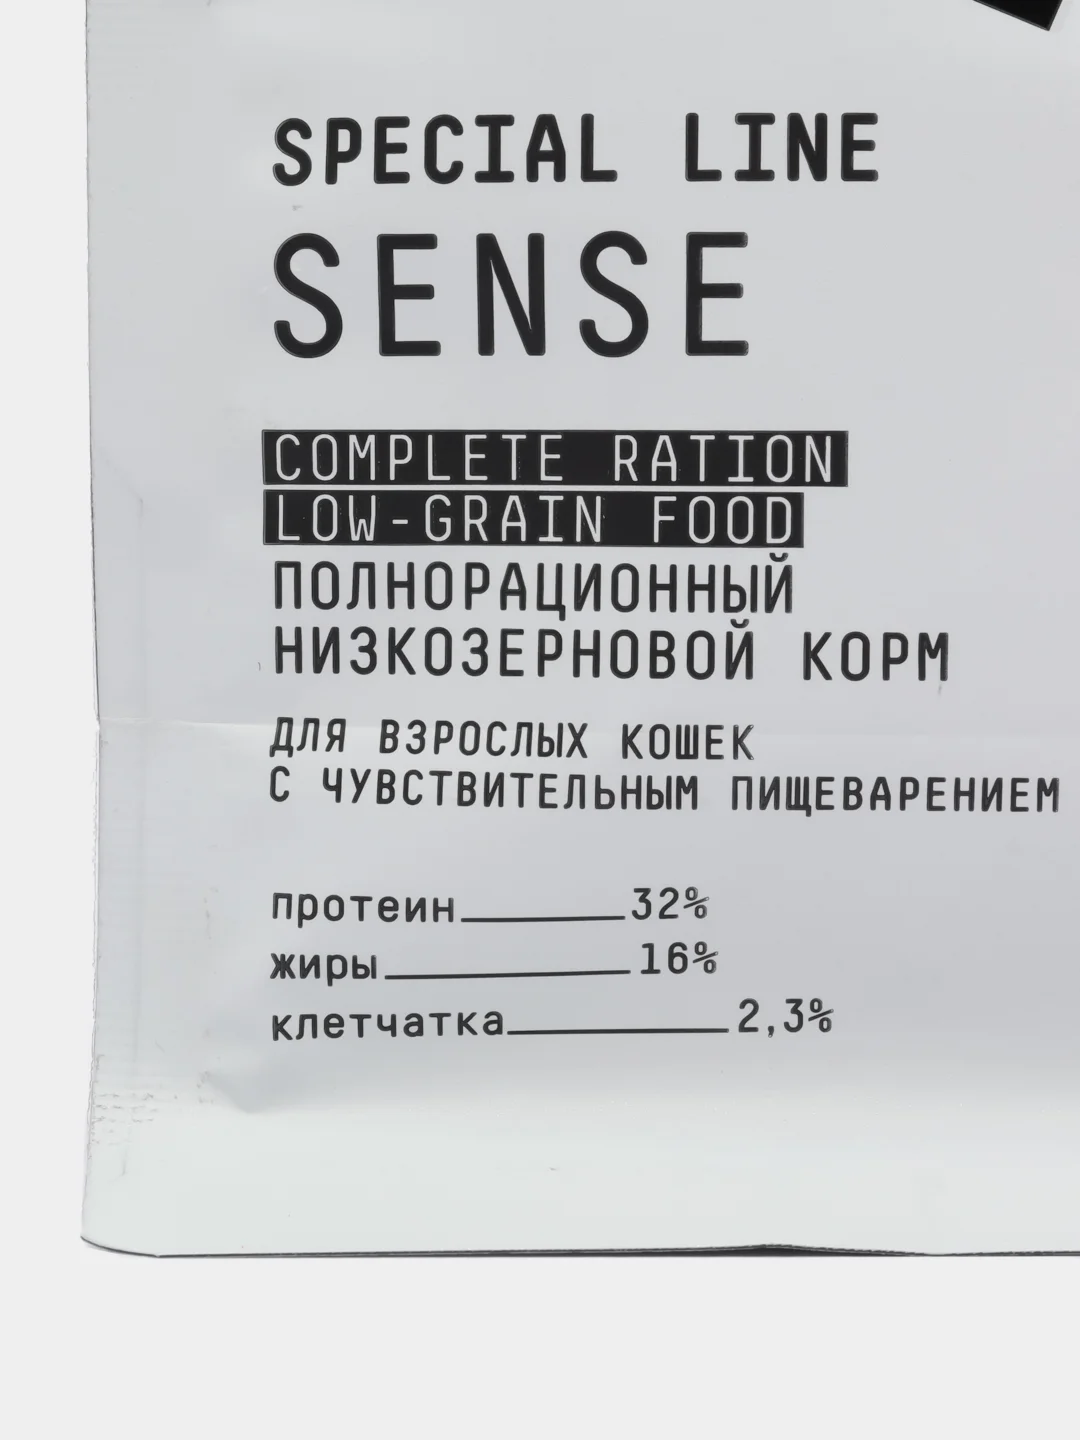 SPECIAL LINE
SENSE
COMPLETE RATION
LOW-GRAIN FOOD
ПОЛНОРАЦИОННЫЙ
НИЗКОЗЕРНОВОЙ КОРМ
ДЛЯ ВЗРОСЛЫХ КОШЕК
С ЧУВСТВИТЕЛЬНЫМ ПИЩЕВАРЕНИЕМ
протеин 32%
жиры 16%
клетчатка 2,3%